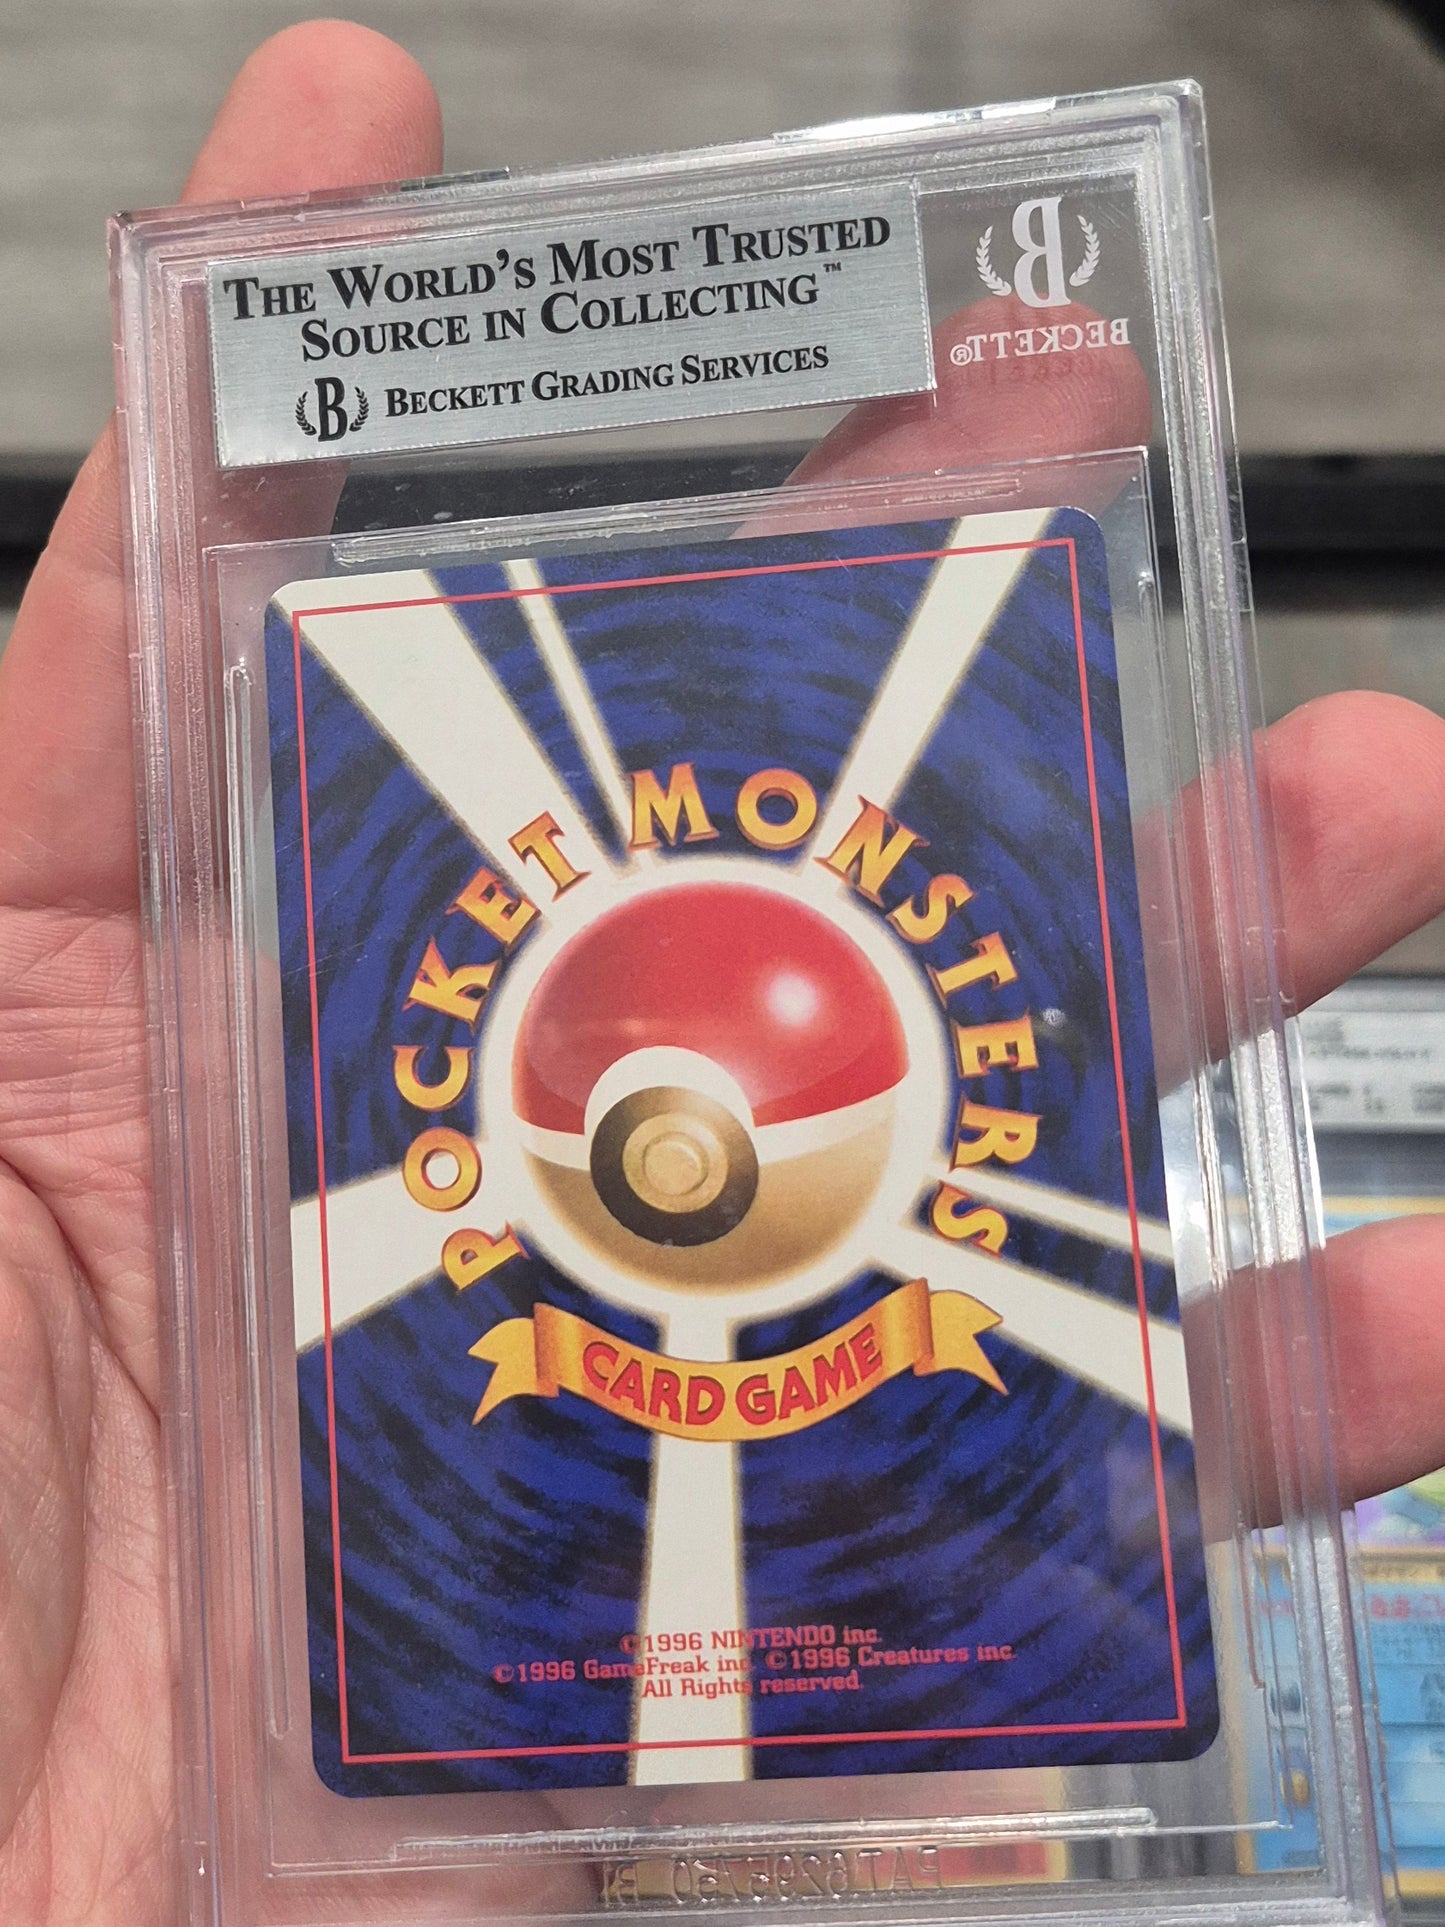 THE WORLD'S MOST TRUSTED
SOURCE IN COLLECTING™
B BECKETT GRADING SERVICES
B
BECKETT®
POCKET MONSTERS
CARD GAME
©1996 NINTENDO inc.
©1996 GameFreak inc. ©1996 Creatures inc.
All Rights reserved.